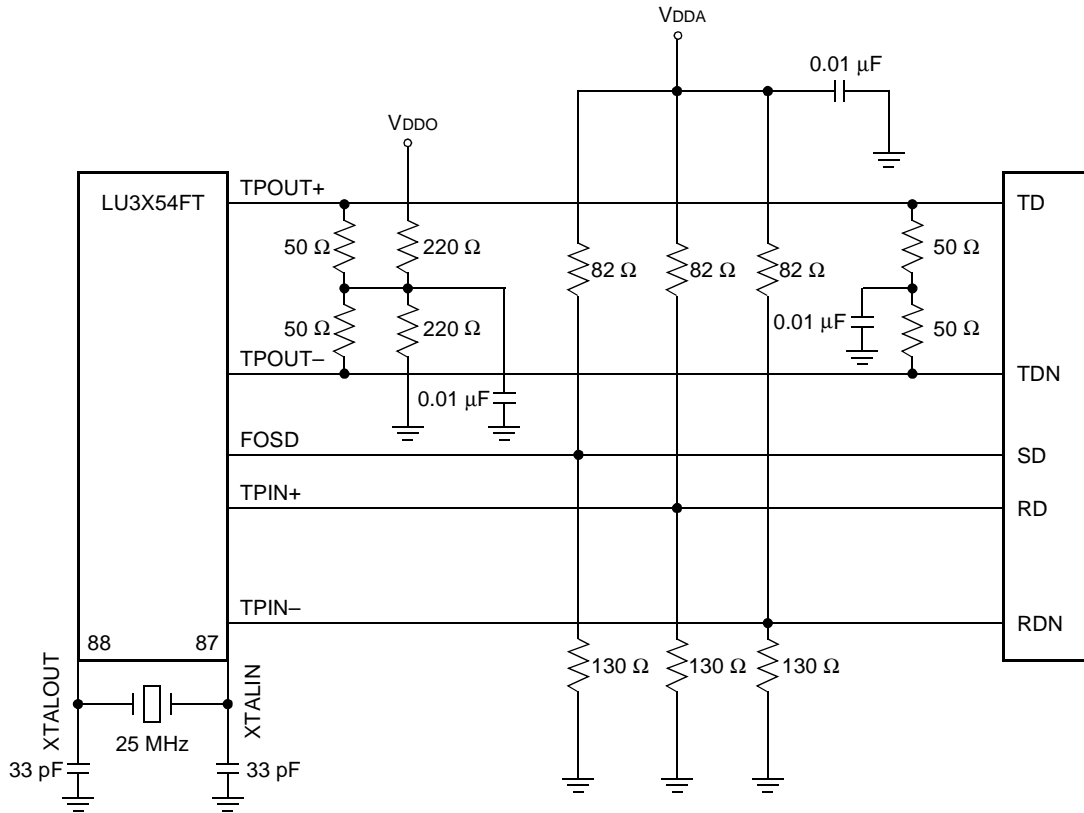 VDDA
0.01 μF
VDDO
LU3X54FT
TPOUT+
TD
50 Ω
220 Ω
82 Ω
82 Ω
82 Ω
50 Ω
50 Ω
220 Ω
0.01 μF
50 Ω
TPOUT–
TDN
0.01 μF
FOSD
SD
TPIN+
RD
TPIN–
RDN
88
87
130 Ω
130 Ω
130 Ω
XTALOUT
XTALIN
25 MHz
33 pF
33 pF